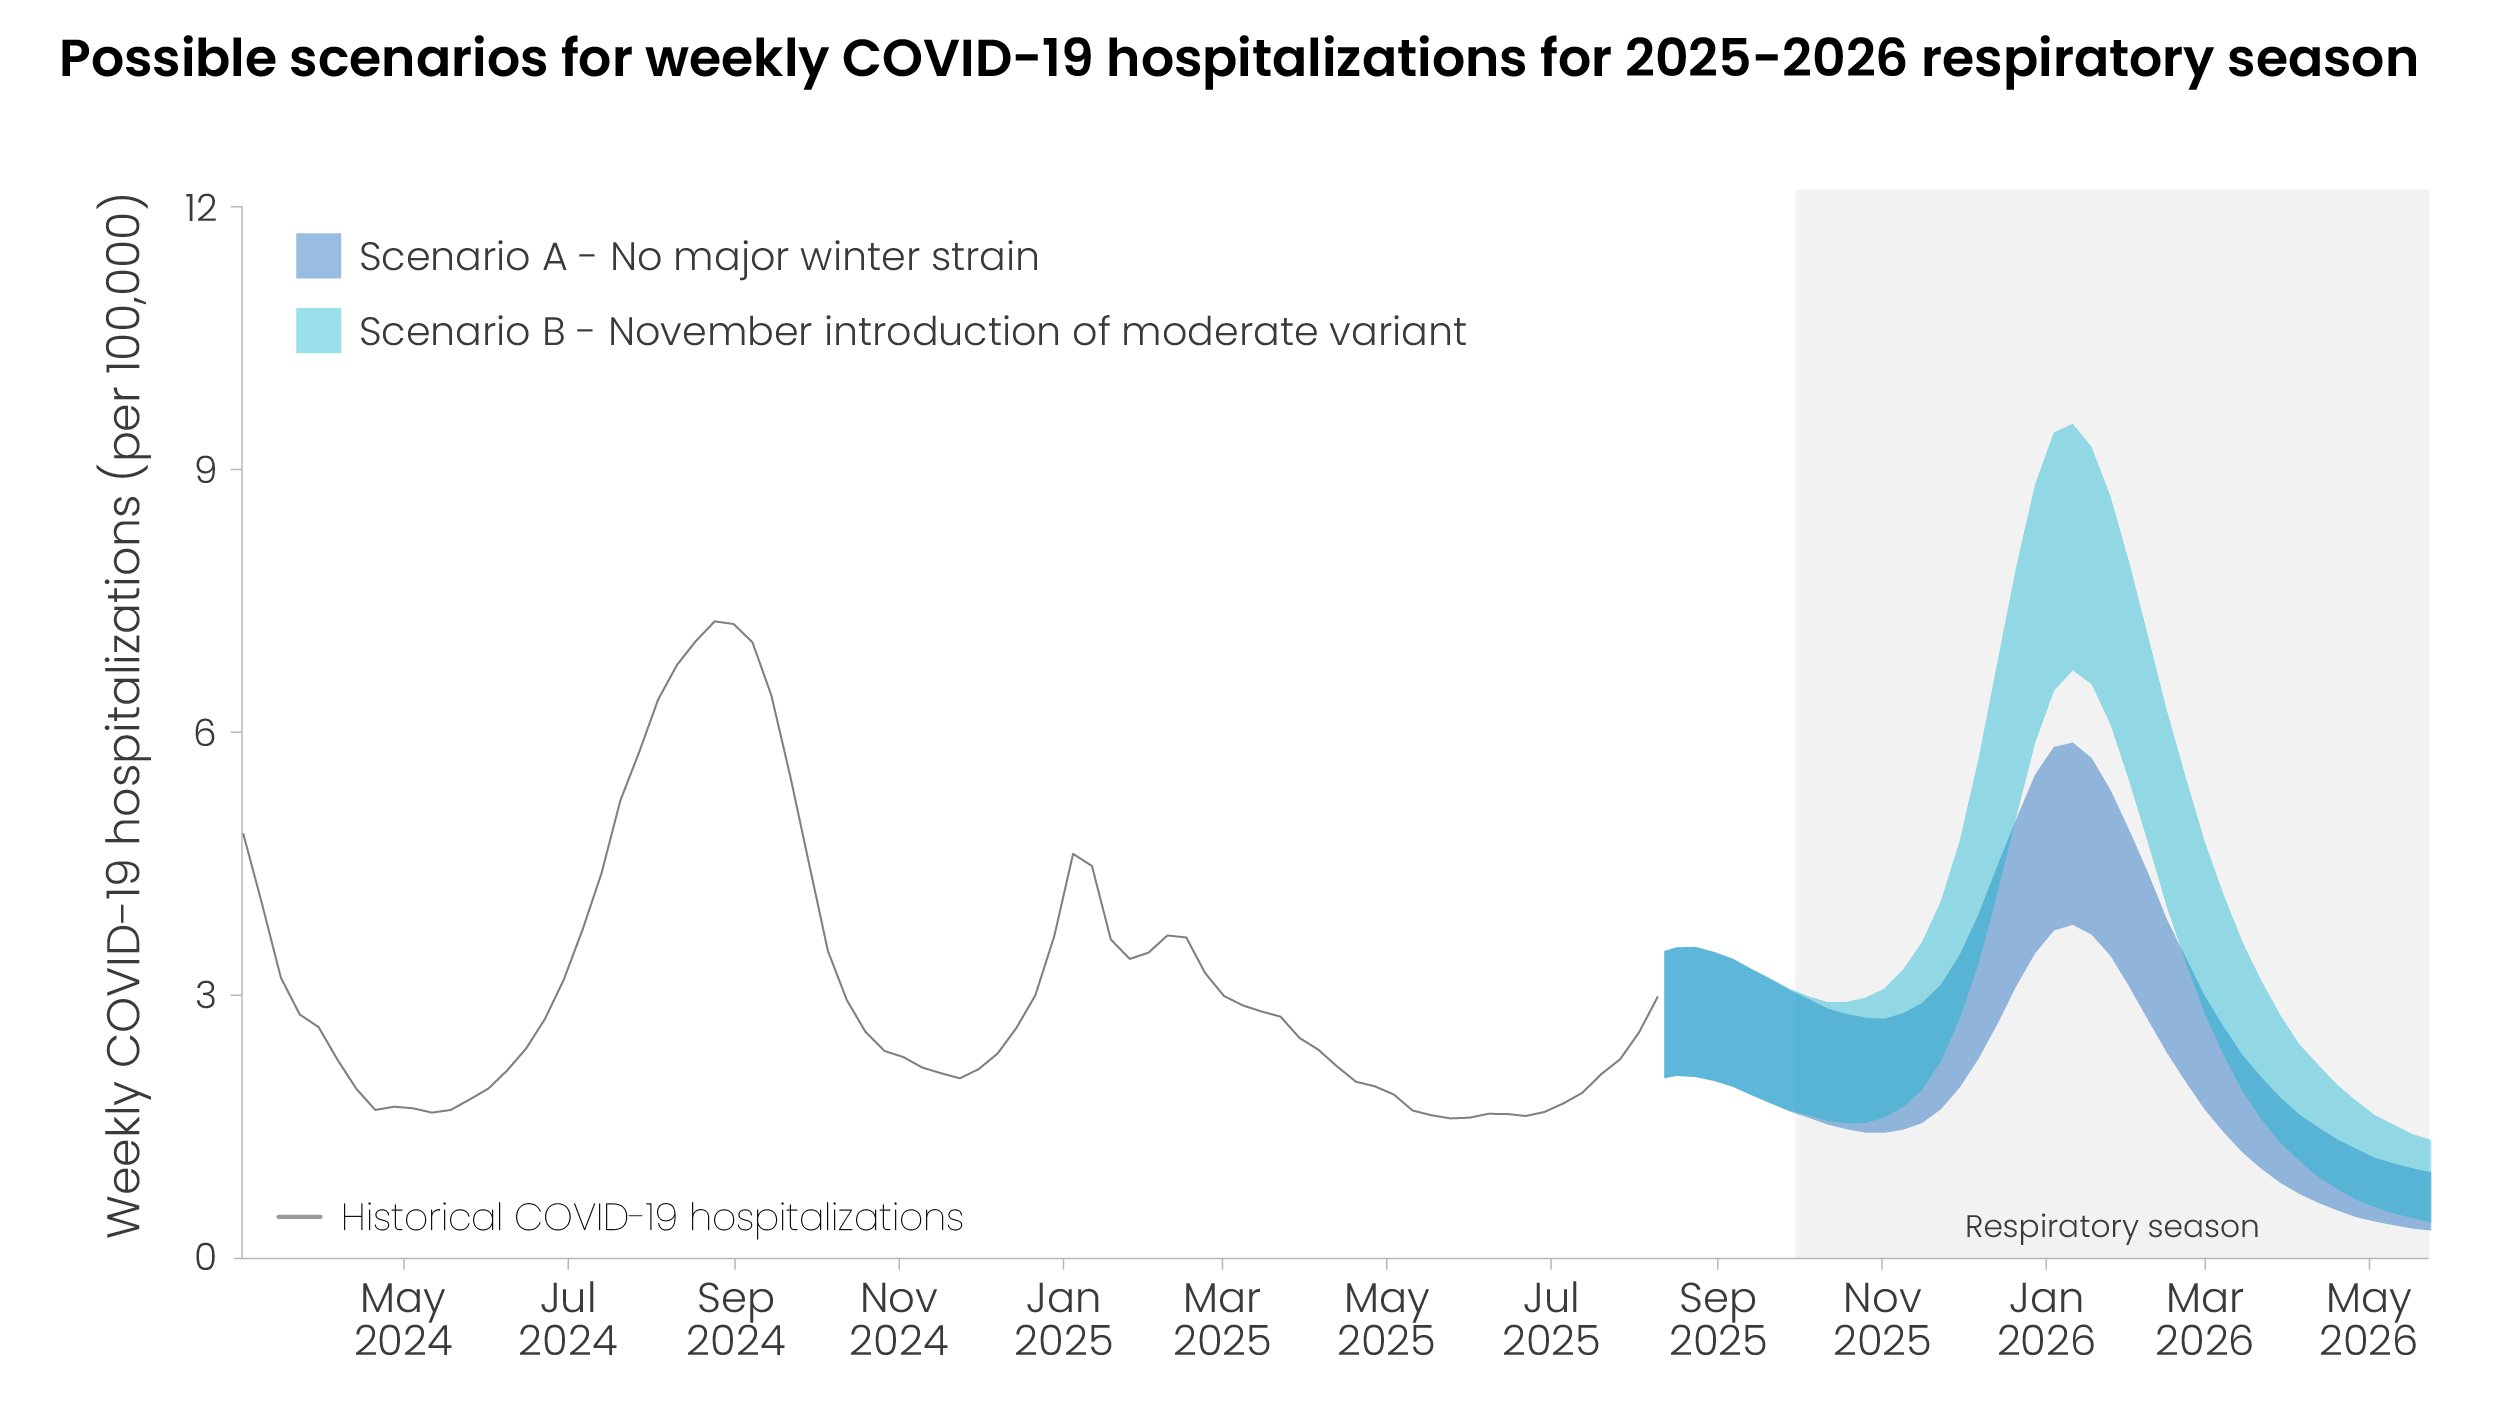 Possible scenarios for weekly COVID-19 hospitalizations for 2025-2026 respiratory season
Weekly COVID-19 hospitalizations (per 100,000)
12
9
6
3
0
Scenario A - No major winter strain
Scenario B - November introduction of moderate variant
Historical COVID-19 hospitalizations
Respiratory season
May
2024
Jul
2024
Sep
2024
Nov
2024
Jan
2025
Mar
2025
May
2025
Jul
2025
Sep
2025
Nov
2025
Jan
2026
Mar
2026
May
2026